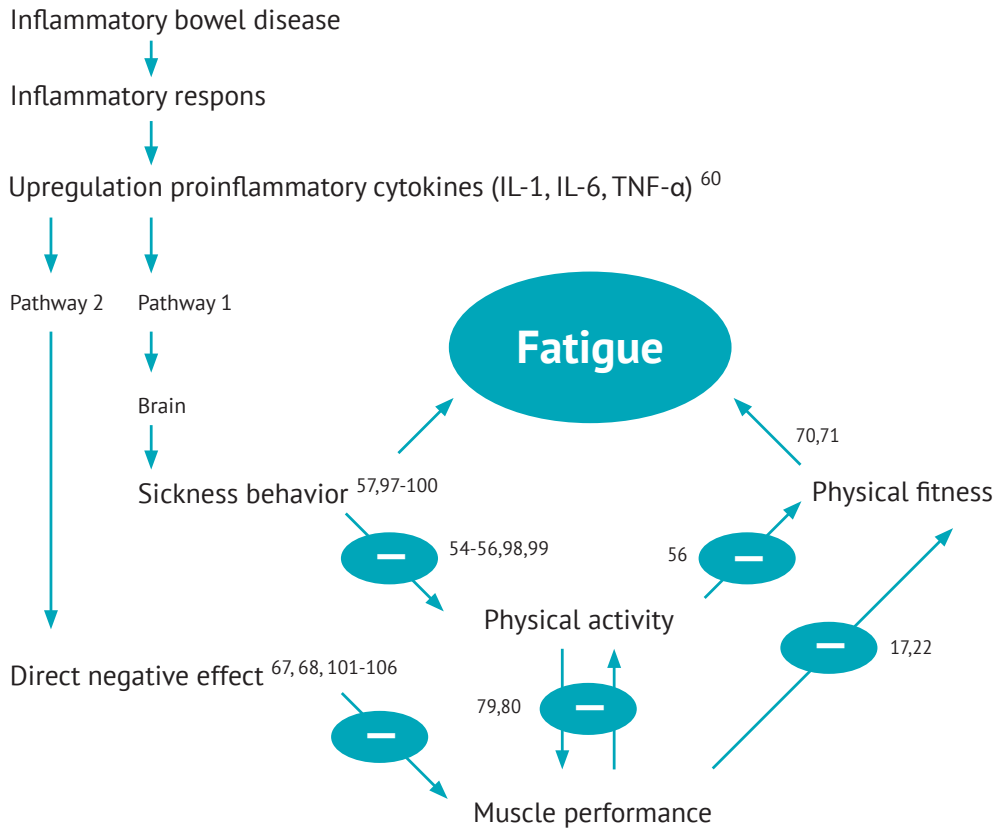 Inflammatory bowel disease
Inflammatory respons
Upregulation proinflammatory cytokines (IL-1, IL-6, TNF-α) 60
Pathway 2
Pathway 1
Fatigue
Brain
70,71
Sickness behavior 57,97-100
Physical fitness
–
54-56,98,99
56
–
Physical activity
–
17,22
Direct negative effect 67, 68, 101-106
79,80
–
–
Muscle performance